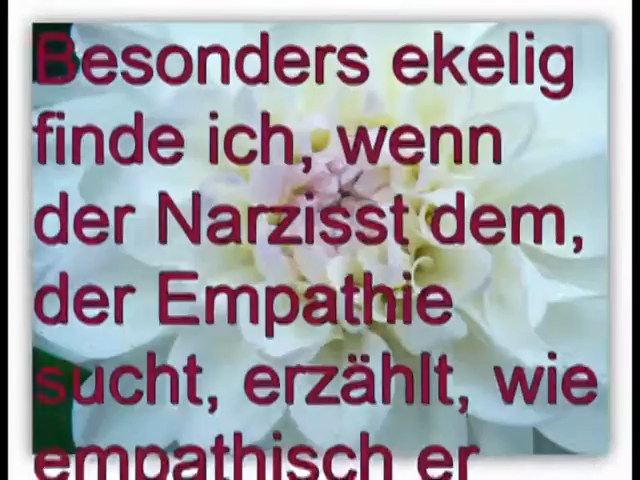 Besonders ekelig
finde ich, wenn
der Narzisst dem,
der Empathie
sucht, erzählt, wie
empathisch er